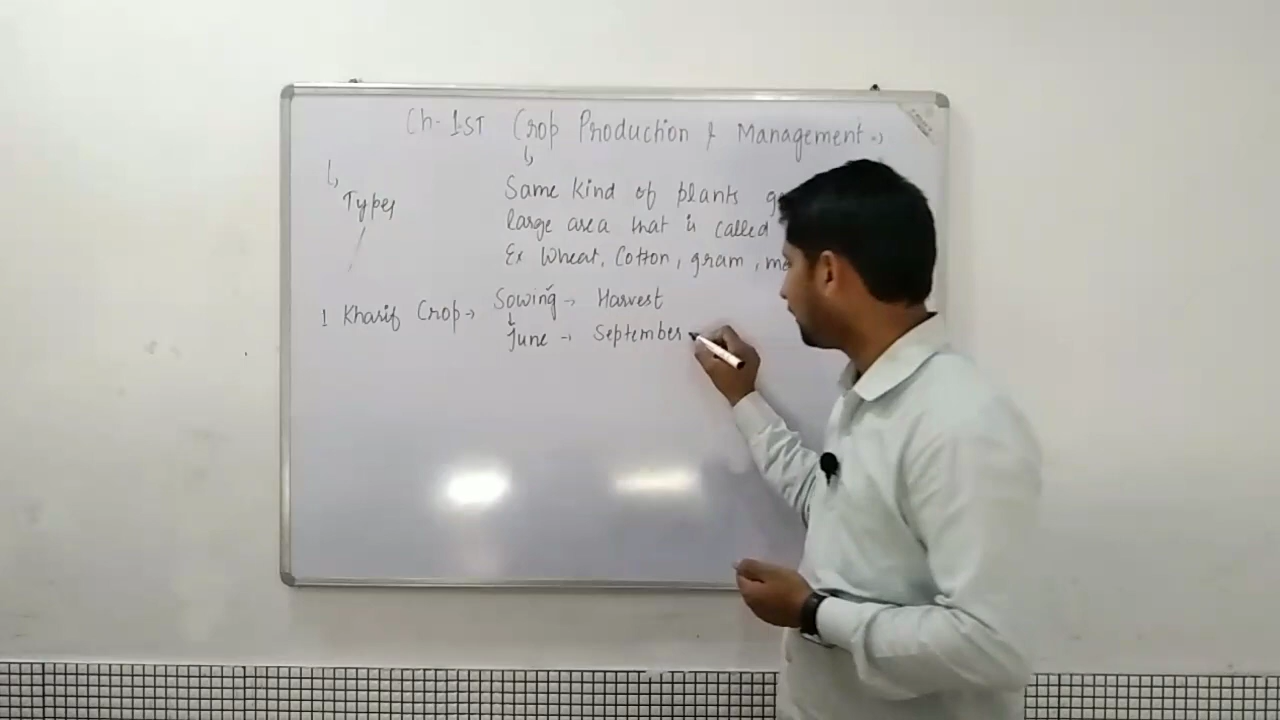 Ch- 1ST Crop Production & Management →
Types
Same kind of plants
large area that is called
Ex Wheat, Cotton, gram,
1 Kharif Crop → Sowing → Harvest
June → September